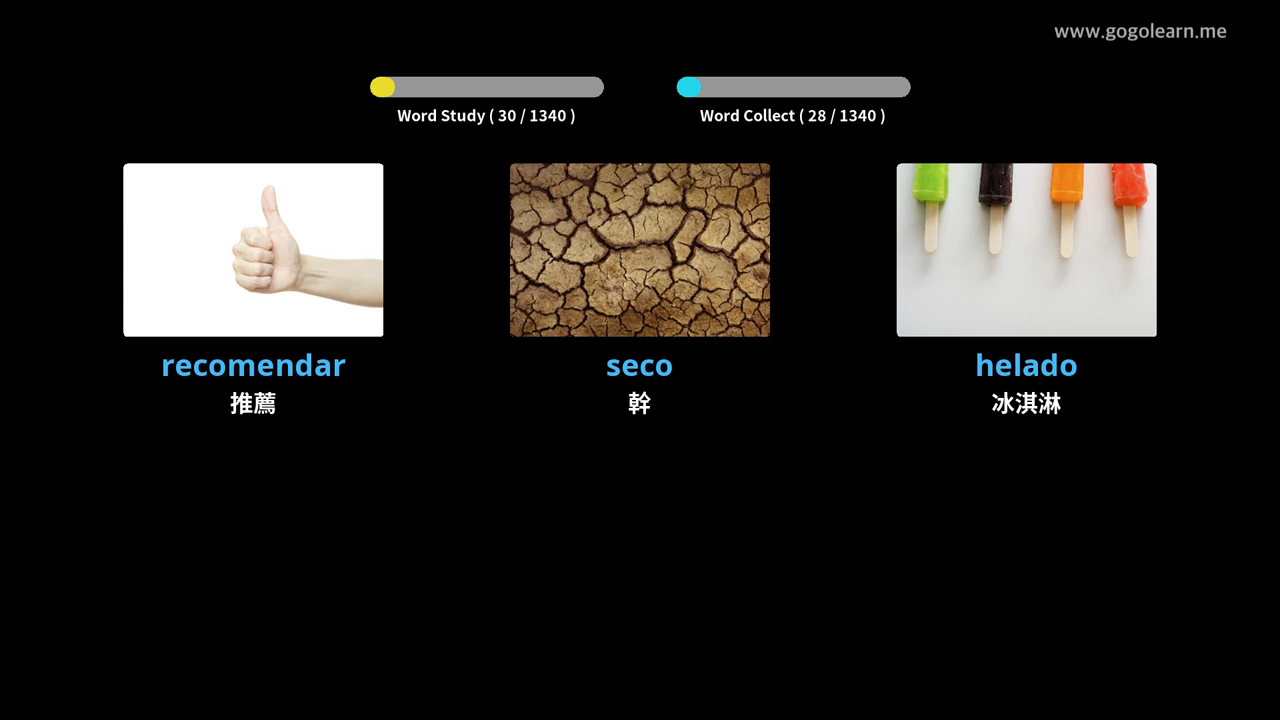 www.gogolearn.me
Word Study ( 30 / 1340 )
Word Collect ( 28 / 1340 )
recomendar
推薦
seco
幹
helado
冰淇淋